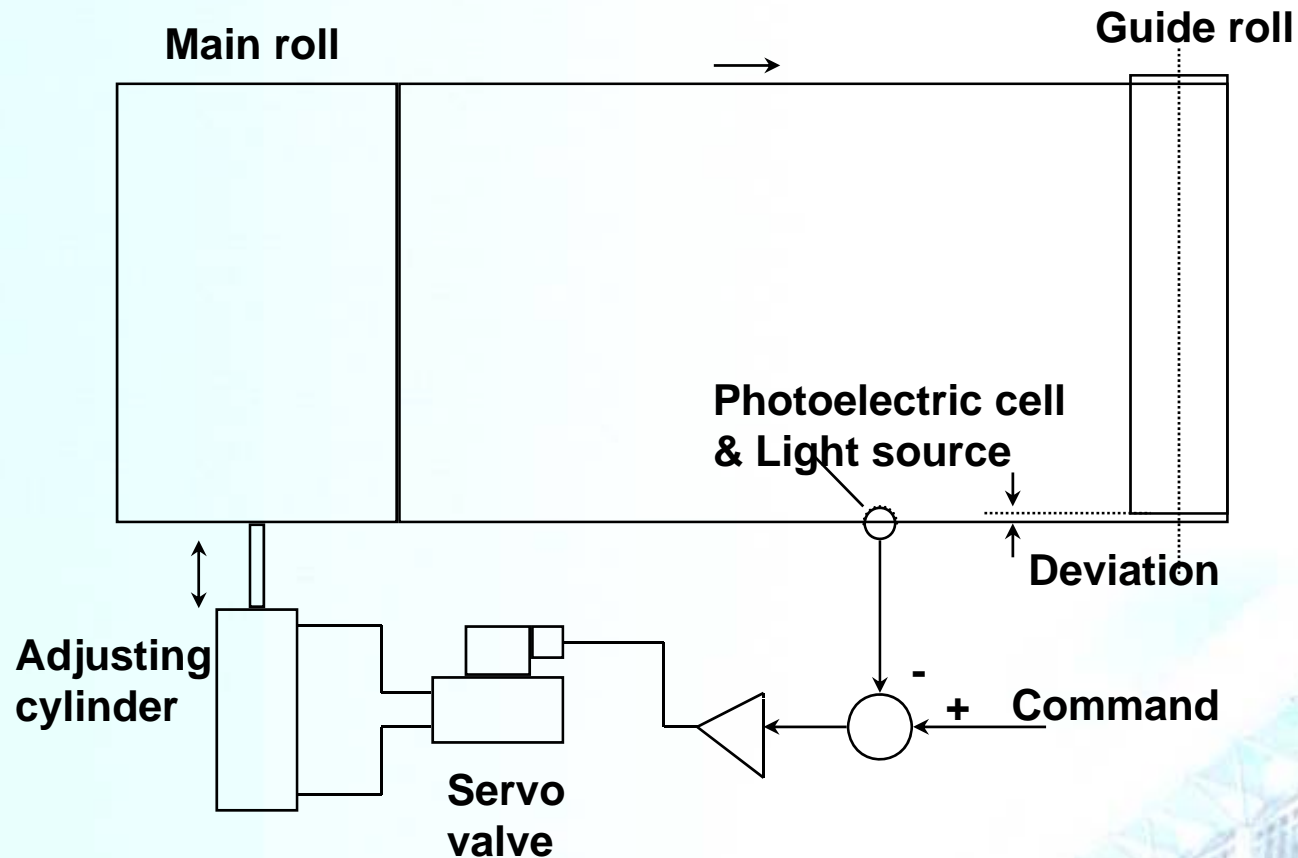 Main roll
Guide roll
Photoelectric cell
& Light source
Deviation
Adjusting
cylinder
-
+
Command
Servo
valve